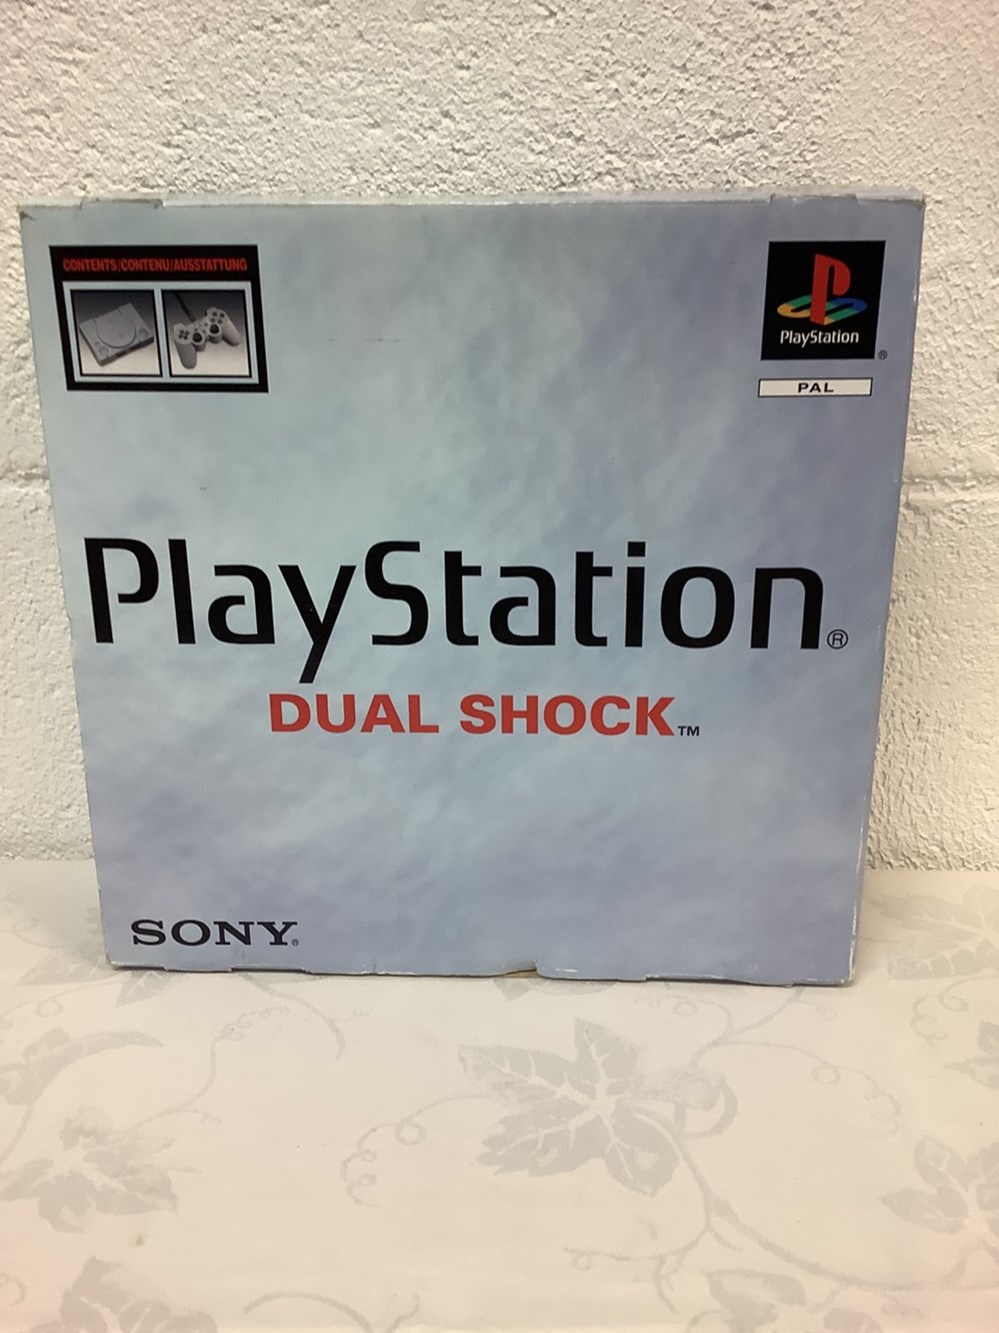 CONTENTS/CONTENU/AUSSTATTUNG
PlayStation
®
PAL
PlayStation®
DUAL SHOCK™
SONY®